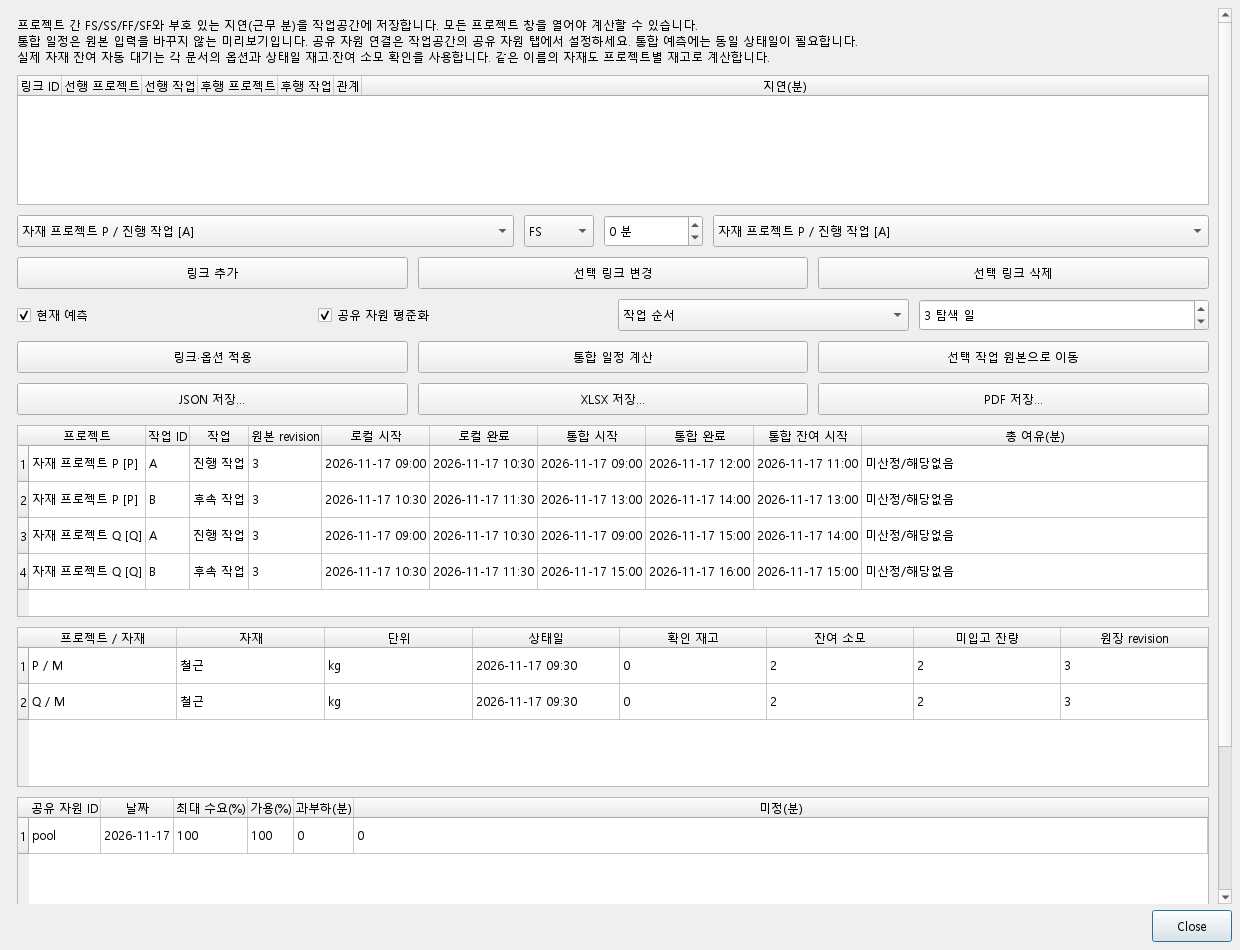 프로젝트 간 FS/SS/FF/SF와 부호 있는 지연(근무 분)을 작업공간에 저장합니다. 모든 프로젝트 창을 열어야 계산할 수 있습니다.
통합 일정은 원본 입력을 바꾸지 않는 미리보기입니다. 공유 자원 연결은 작업공간의 공유 자원 탭에서 설정하세요. 통합 예측에는 동일 상태일이 필요합니다.
실제 자재 잔여 자동 대기는 각 문서의 옵션과 상태일 재고·잔여 소모 확인을 사용합니다. 같은 이름의 자재도 프로젝트별 재고로 계산합니다.
링크 ID 선행 프로젝트 선행 작업 후행 프로젝트 후행 작업 관계 지연(분)
자재 프로젝트 P / 진행 작업 [A] FS 0 분 자재 프로젝트 P / 진행 작업 [A]
링크 추가 선택 링크 변경 선택 링크 삭제
현재 예측 공유 자원 평준화 작업 순서 3 탐색 일
링크·옵션 적용 통합 일정 계산 선택 작업 원본으로 이동
JSON 저장... XLSX 저장... PDF 저장...
프로젝트 작업 ID 작업 원본 revision 로컬 시작 로컬 완료 통합 시작 통합 완료 통합 잔여 시작 총 여유(분)
1 자재 프로젝트 P [P] A 진행 작업 3 2026-11-17 09:00 2026-11-17 10:30 2026-11-17 09:00 2026-11-17 12:00 2026-11-17 11:00 미산정/해당없음
2 자재 프로젝트 P [P] B 후속 작업 3 2026-11-17 10:30 2026-11-17 11:30 2026-11-17 13:00 2026-11-17 14:00 2026-11-17 13:00 미산정/해당없음
3 자재 프로젝트 Q [Q] A 진행 작업 3 2026-11-17 09:00 2026-11-17 10:30 2026-11-17 09:00 2026-11-17 15:00 2026-11-17 14:00 미산정/해당없음
4 자재 프로젝트 Q [Q] B 후속 작업 3 2026-11-17 10:30 2026-11-17 11:30 2026-11-17 15:00 2026-11-17 16:00 2026-11-17 15:00 미산정/해당없음
프로젝트 / 자재 자재 단위 상태일 확인 재고 잔여 소모 미입고 잔량 원장 revision
1 P / M 철근 kg 2026-11-17 09:30 0 2 2 3
2 Q / M 철근 kg 2026-11-17 09:30 0 2 2 3
공유 자원 ID 날짜 최대 수요(%) 가용(%) 과부하(분) 미정(분)
1 pool 2026-11-17 100 100 0 0
Close